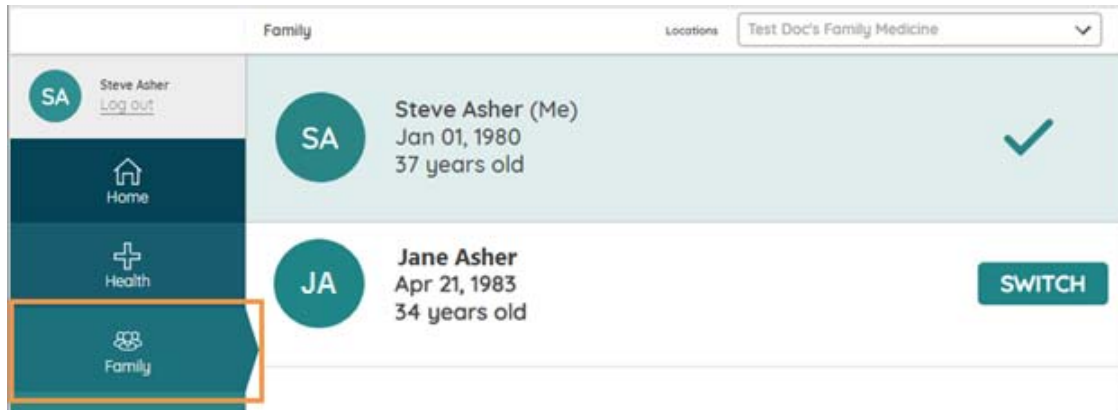 Family
Locations
Test Doc's Family Medicine
SA
Steve Asher
Log out
Home
Health
Family
SA
Steve Asher (Me)
Jan 01, 1980
37 years old
JA
Jane Asher
Apr 21, 1983
34 years old
SWITCH